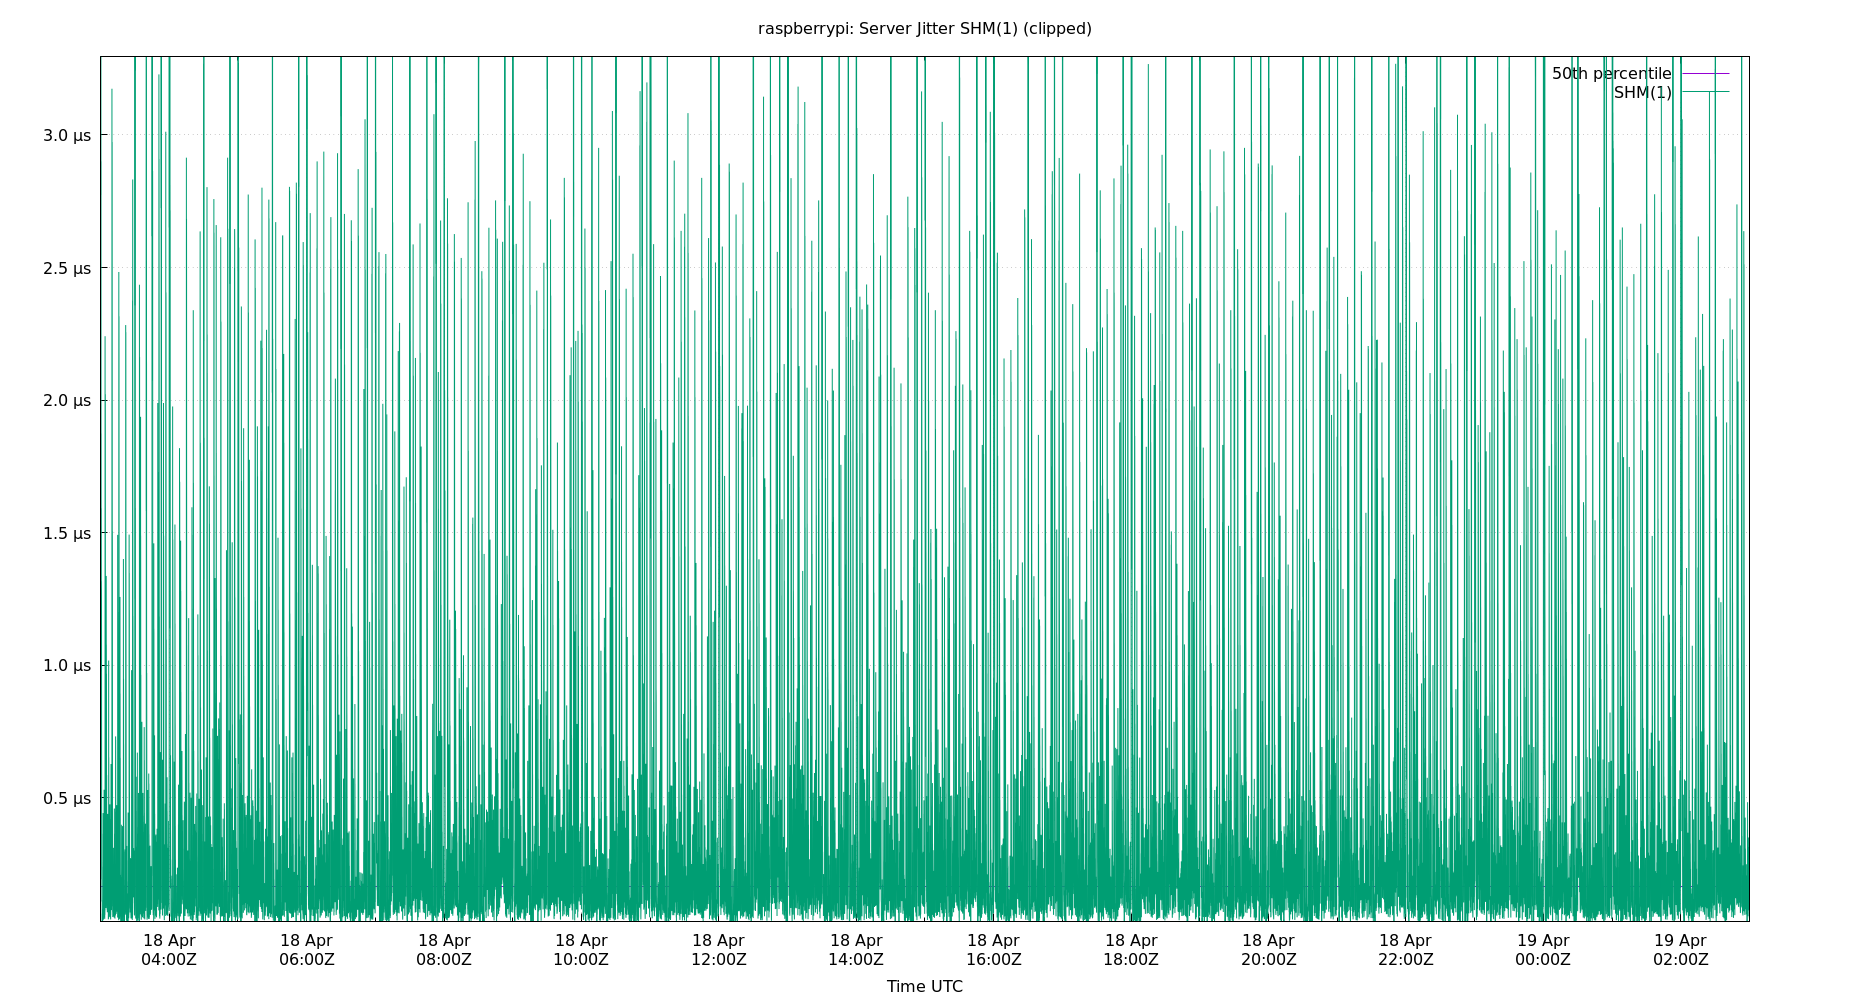 raspberrypi: Server Jitter SHM(1) (clipped)
50th percentile
SHM(1)
3.0 µs
2.5 µs
2.0 µs
1.5 µs
1.0 µs
0.5 µs
18 Apr 18 Apr 18 Apr 18 Apr 18 Apr 18 Apr 18 Apr 18 Apr 18 Apr 18 Apr 19 Apr 19 Apr
04:00Z 06:00Z 08:00Z 10:00Z 12:00Z 14:00Z 16:00Z 18:00Z 20:00Z 22:00Z 00:00Z 02:00Z
Time UTC